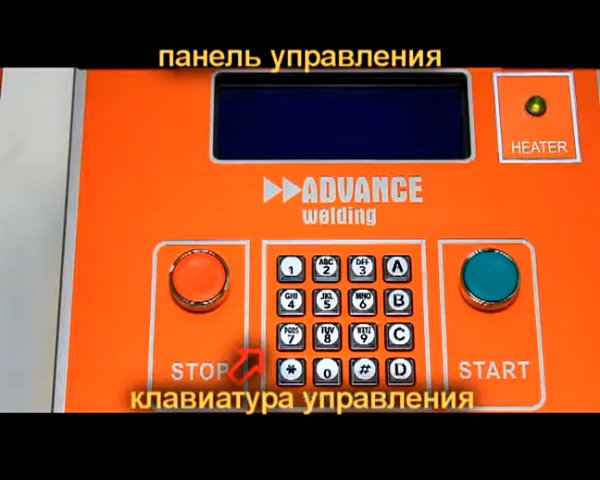 панель управления
HEATER
ADVANCE
welding
1 ABC 2 DEF 3 A
GHI 4 JKL 5 MNO 6 B
PQRS 7 TUV 8 WXYZ 9 C
* 0 # D
STOP
START
клавиатура управления